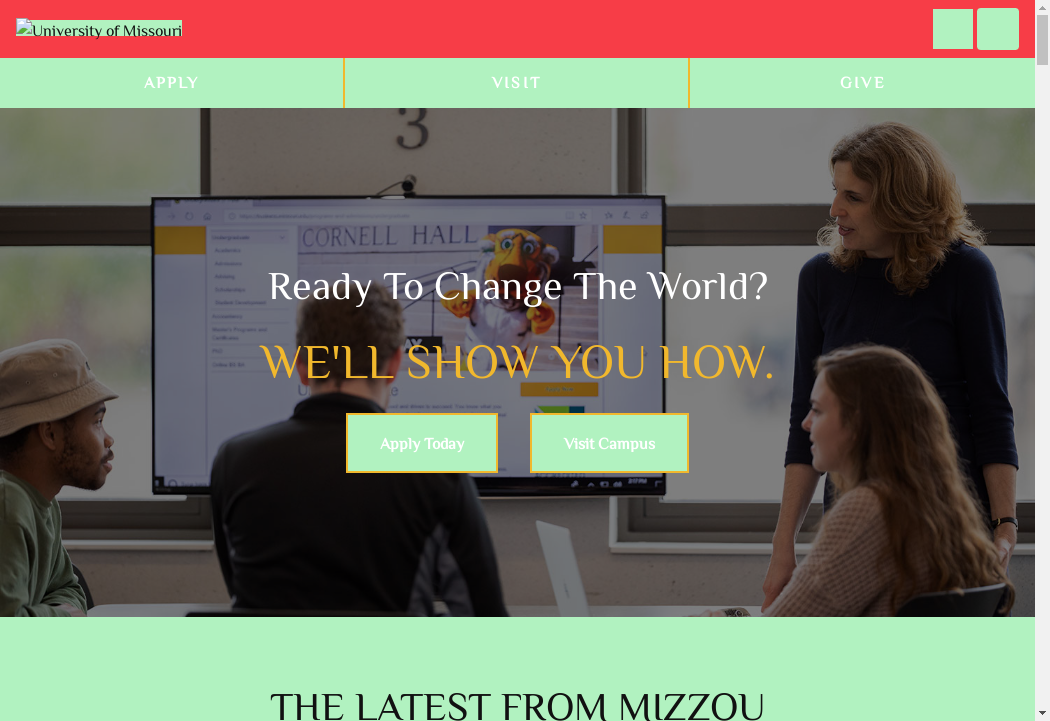 University of Missouri
APPLY
VISIT
GIVE
3
CORNELL HALL
Ready To Change The World?
WE'LL SHOW YOU HOW.
Apply Today
Visit Campus
THE LATEST FROM MIZZOU